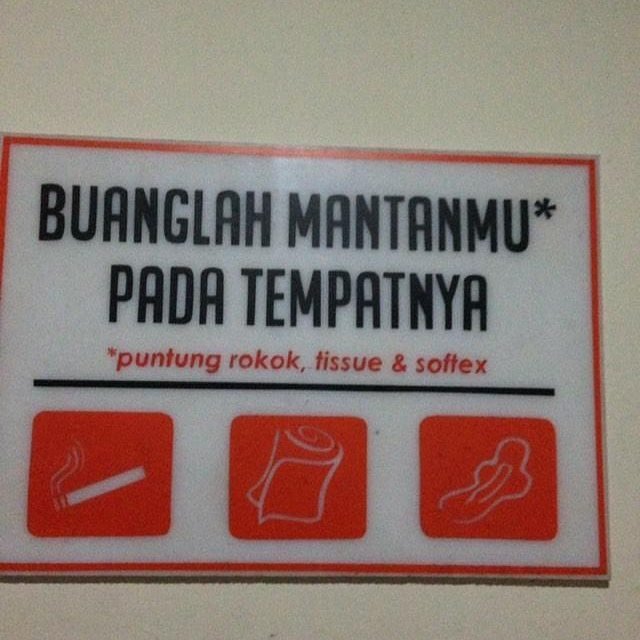 BUANGLAH MANTANMU*
PADA TEMPATNYA
*puntung rokok, tissue & softex